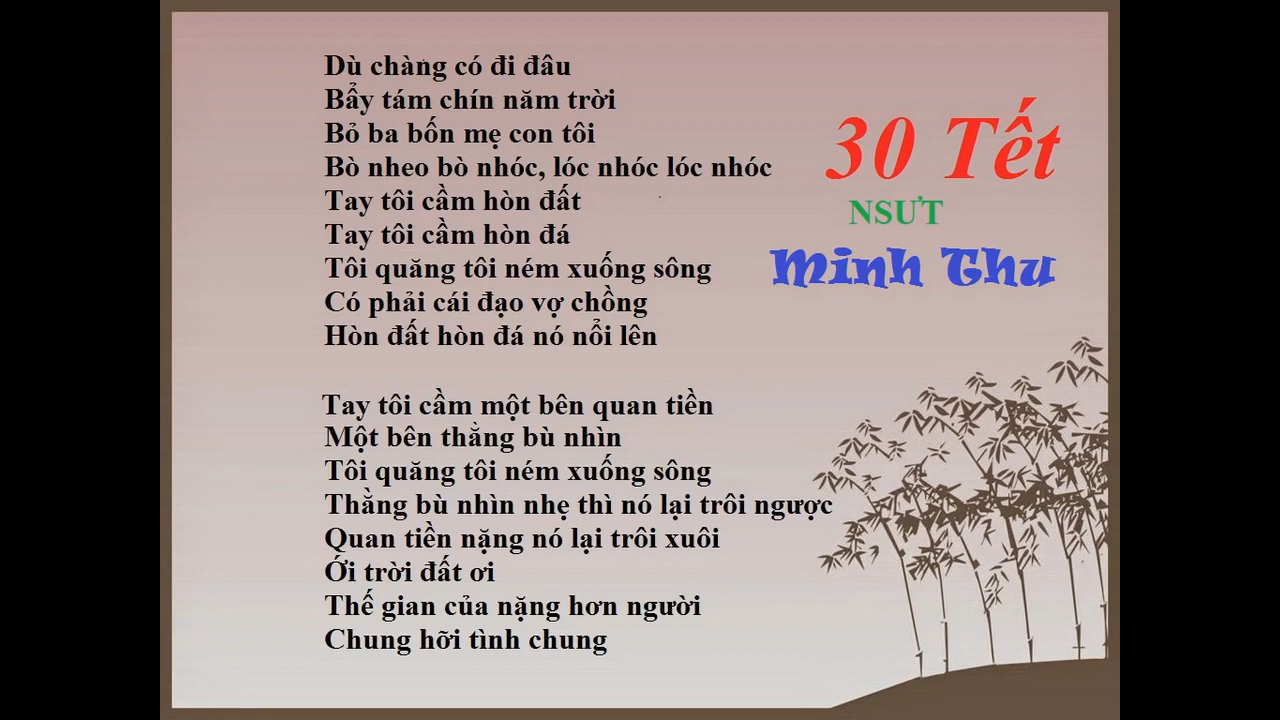 Dù chàng có đi đâu
Bẩy tám chín năm trời
Bỏ ba bốn mẹ con tôi
Bò nheo bò nhóc, lóc nhóc lóc nhóc
Tay tôi cầm hòn đất
Tay tôi cầm hòn đá
Tôi quăng tôi ném xuống sông
Có phải cái đạo vợ chồng
Hòn đất hòn đá nó nổi lên
Tay tôi cầm một bên quan tiền
Một bên thằng bù nhìn
Tôi quăng tôi ném xuống sông
Thằng bù nhìn nhẹ thì nó lại trôi ngược
Quan tiền nặng nó lại trôi xuôi
Ới trời đất ơi
Thế gian của nặng hơn người
Chung hỡi tình chung
30 Tết
NSƯT
Minh Thu